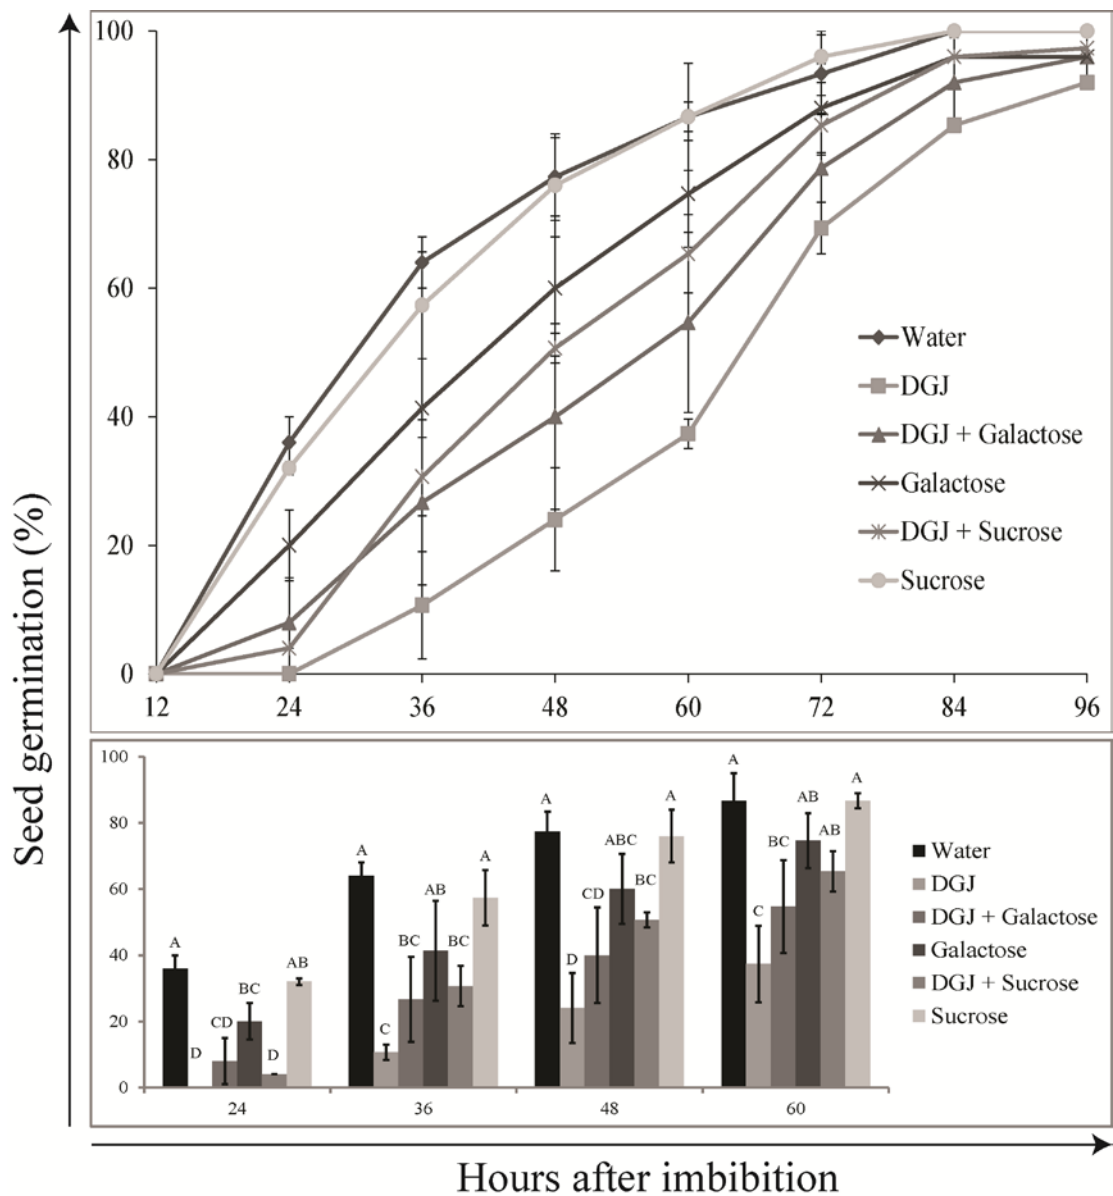 Seed germination (%)
100
80
60
40
20
0
12 24 36 48 60 72 84 96
Water
DGJ
DGJ + Galactose
Galactose
DGJ + Sucrose
Sucrose
100
80
60
40
20
0
A D CD BC D AB
A C BC AB BC A
A D CD ABC BC A
A C BC AB AB A
24 36 48 60
Water
DGJ
DGJ + Galactose
Galactose
DGJ + Sucrose
Sucrose
Hours after imbibition